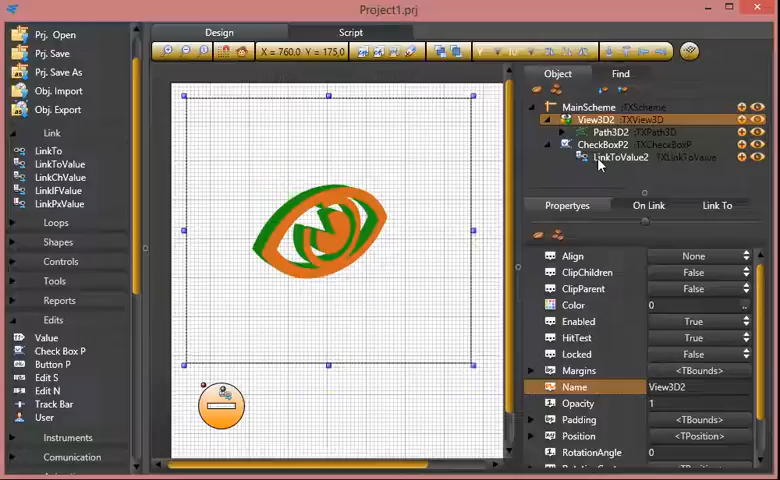 Project1.prj
Prj. Open
Prj. Save
Prj. Save As
Obj. Import
Obj. Export
Link
LinkTo
LinkToValue
LinkChValue
LinkIFValue
LinkPxValue
Loops
Shapes
Controls
Tools
Reports
Edits
Value
Check Box P
Button P
Edit S
Edit N
Track Bar
User
Instruments
Comunication
Design
Script
X = 760,0 Y = 175,0
Object
Find
MainScheme :TXScheme
View3D2 :TXView3D
Path3D2 :TXPath3D
CheckBoxP2 :TXCheckBoxP
LinkToValue2 :TXLinkToValue
Propertyes
On Link
Link To
Align None
ClipChildren False
ClipParent False
Color 0 ..
Enabled True
HitTest True
Locked False
Margins <TBounds>
Name View3D2
Opacity 1
Padding <TBounds>
Position <TPosition>
RotationAngle 0